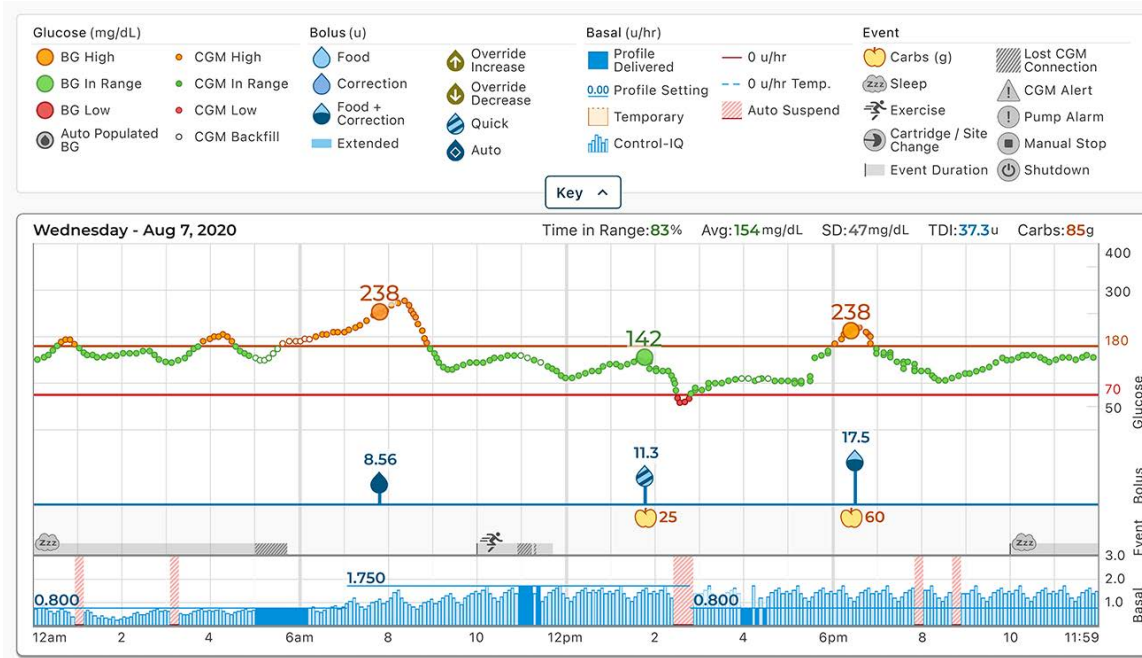 Glucose (mg/dL)
BG High
CGM High
BG In Range
CGM In Range
BG Low
CGM Low
Auto Populated
BG
CGM Backfill
Bolus (u)
Food
Override
Increase
Correction
Override
Decrease
Food +
Correction
Quick
Extended
Auto
Basal (u/hr)
Profile
Delivered
0 u/hr
0.00 Profile Setting
0 u/hr Temp.
Temporary
Auto Suspend
Control-IQ
Event
Carbs (g)
Lost CGM
Connection
Zzz Sleep
CGM Alert
Exercise
Pump Alarm
Cartridge / Site
Change
Manual Stop
Event Duration
Shutdown
Key
Wednesday - Aug 7, 2020
Time in Range:83% Avg:154mg/dL SD:47mg/dL TDI:37.3u Carbs:85g
400
300
238
238
142
180
70
50
Glucose
17.5
11.3
8.56
Bolus
25
60
Zzz
Zzz
Event
3.0
1.750
2.0
0.800
0.800
1.0
Basal
12am 2 4 6am 8 10 12pm 2 4 6pm 8 10 11:59